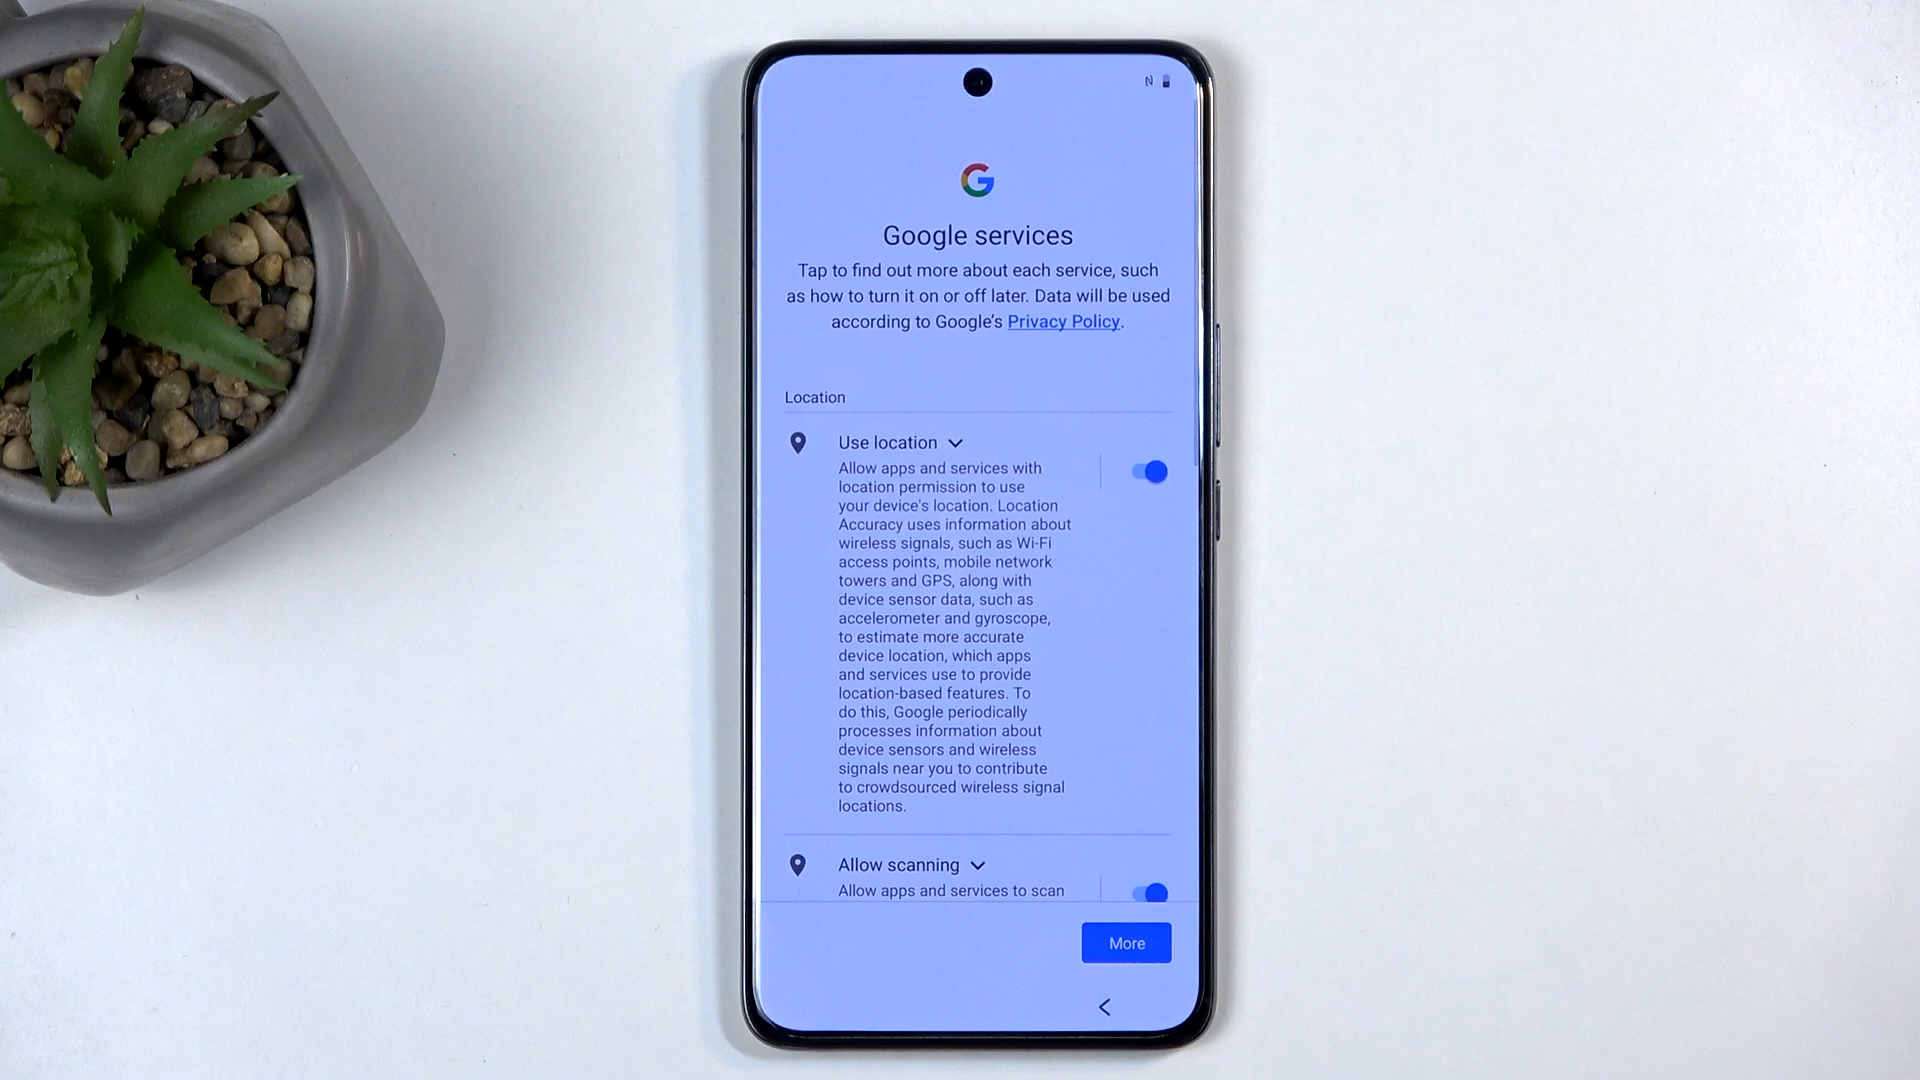 Google services
Tap to find out more about each service, such
as how to turn it on or off later. Data will be used
according to Google’s Privacy Policy.
Location
Use location
Allow apps and services with
location permission to use
your device's location. Location
Accuracy uses information about
wireless signals, such as Wi-Fi
access points, mobile network
towers and GPS, along with
device sensor data, such as
accelerometer and gyroscope,
to estimate more accurate
device location, which apps
and services use to provide
location-based features. To
do this, Google periodically
processes information about
device sensors and wireless
signals near you to contribute
to crowdsourced wireless signal
locations.
Allow scanning
Allow apps and services to scan
More